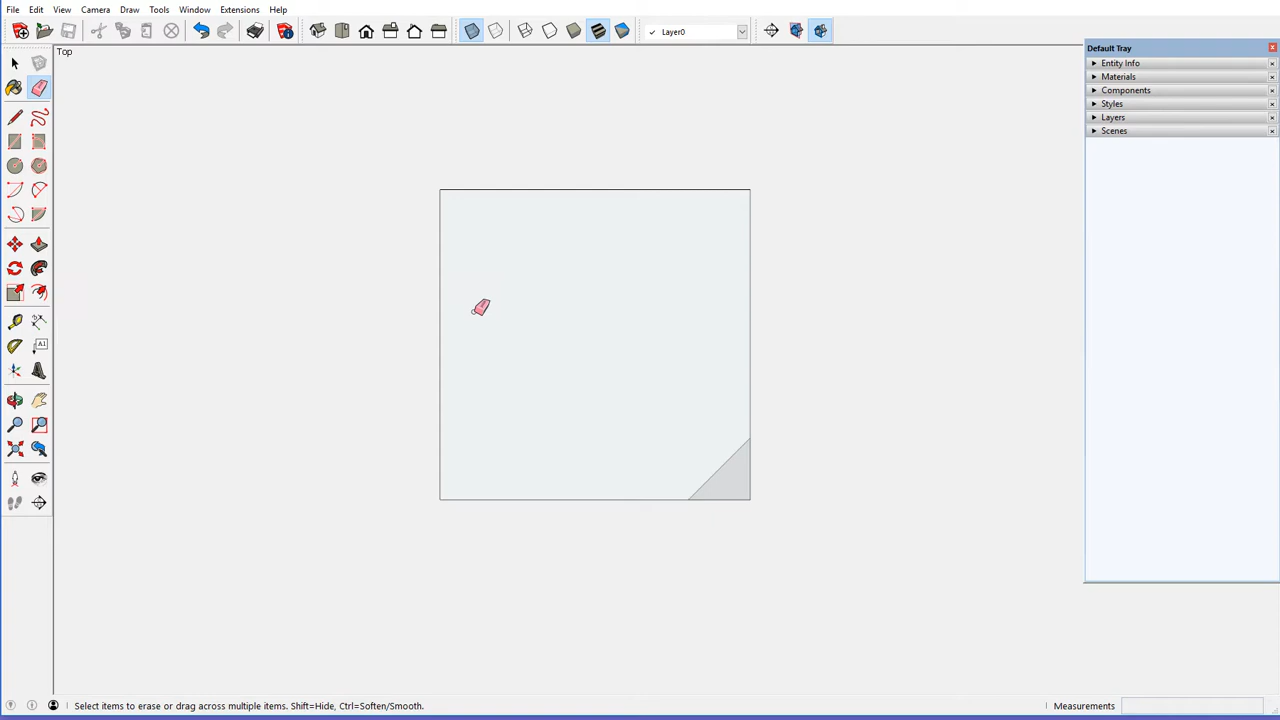 File Edit View Camera Draw Tools Window Extensions Help
Layer0
Top
Default Tray
Entity Info
Materials
Components
Styles
Layers
Scenes
A1
Select items to erase or drag across multiple items. Shift=Hide, Ctrl=Soften/Smooth.
Measurements